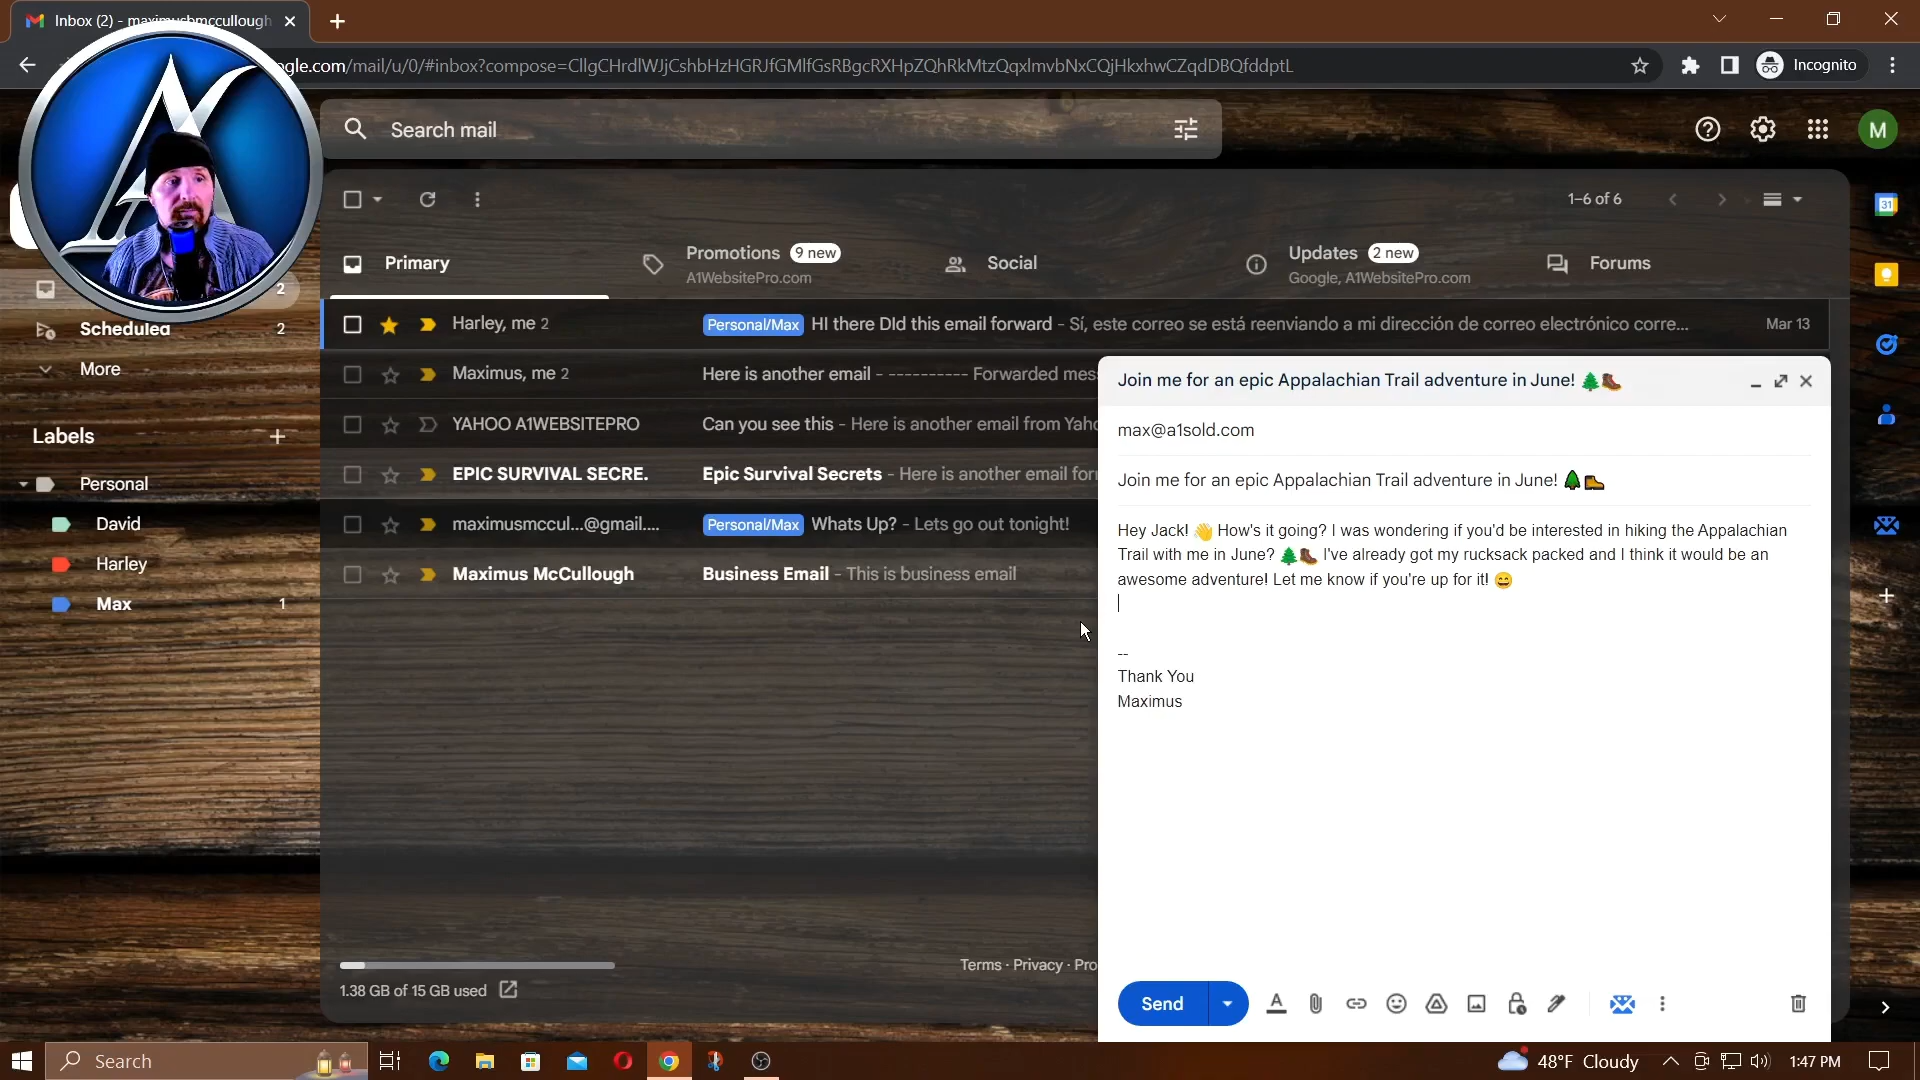 Inbox (2) - maximusbmccullough
gle.com/mail/u/0/#inbox?compose=CllgCHrdlWJjCshbHzHGRJfGMlfGsRBgcRXHpZQhRkMtzQqxlmvbNxCQjHkxhwCZqdDBQfddptL
Incognito
Search mail
M
1–6 of 6
31
Primary
Promotions 9 new
A1WebsitePro.com
Social
Updates 2 new
Google, A1WebsitePro.com
Forums
2
Scheduled 2
More
Labels
Personal
David
Harley
Max 1
Harley, me 2 Personal/Max HI there DId this email forward - Sí, este correo se está reenviando a mi dirección de correo electrónico corre... Mar 13
Maximus, me 2 Here is another email - ---------- Forwarded mes
YAHOO A1WEBSITEPRO Can you see this - Here is another email from Yaho
EPIC SURVIVAL SECRE. Epic Survival Secrets - Here is another email for
maximusmccul...@gmail.... Personal/Max Whats Up? - Lets go out tonight!
Maximus McCullough Business Email - This is business email
1.38 GB of 15 GB used
Terms · Privacy · Pro
Join me for an epic Appalachian Trail adventure in June! 🌲🥾
max@a1sold.com
Join me for an epic Appalachian Trail adventure in June! 🌲🥾
Hey Jack! 👋 How's it going? I was wondering if you'd be interested in hiking the Appalachian
Trail with me in June? 🌲🥾 I've already got my rucksack packed and I think it would be an
awesome adventure! Let me know if you're up for it! 😄
--
Thank You
Maximus
Send
Search
48°F Cloudy
1:47 PM